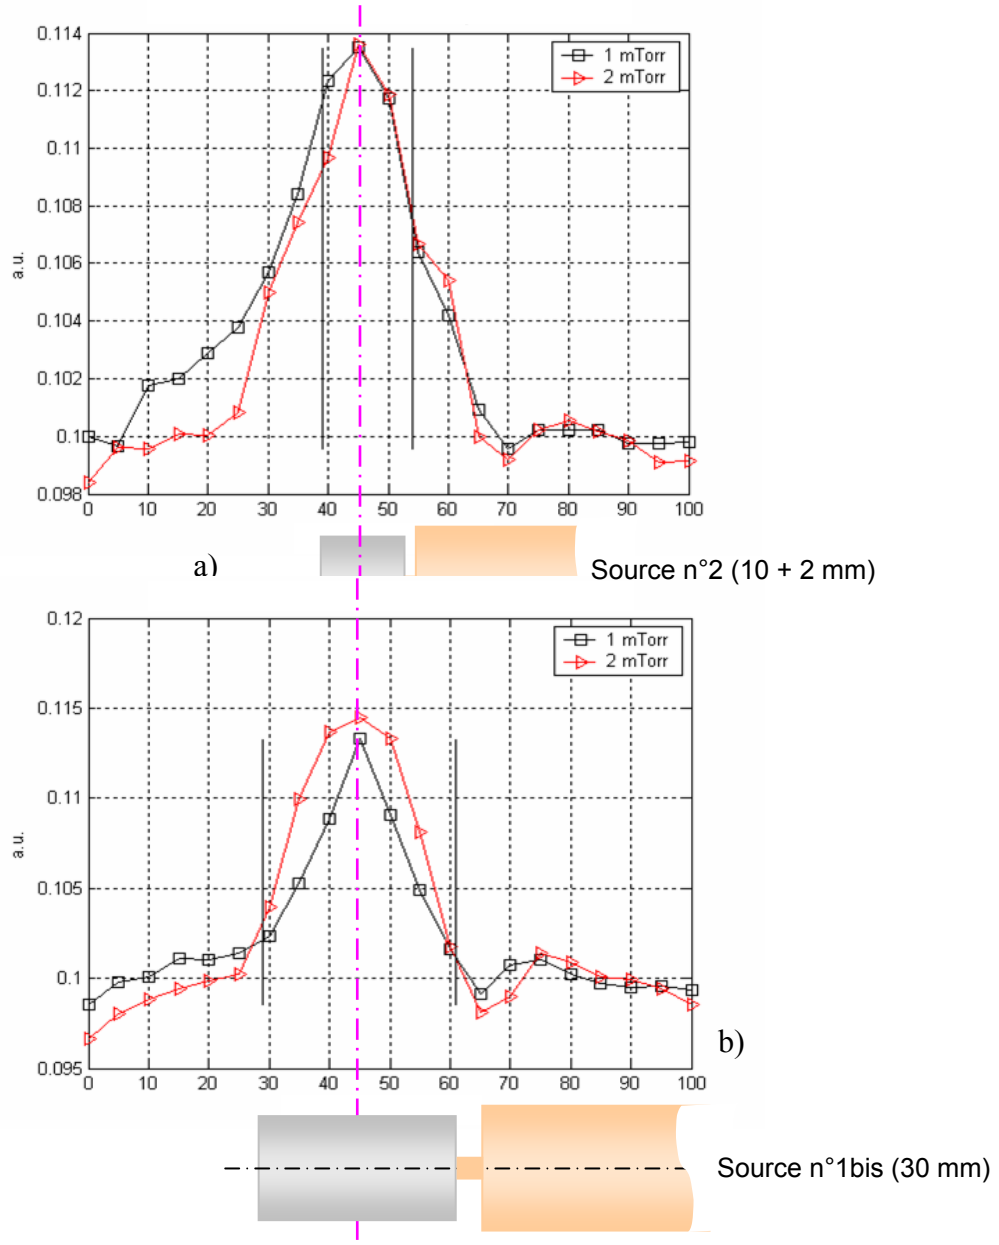 0.114
0.112
0.11
0.108
0.106
0.104
0.102
0.1
0.098
a.u.
1 mTorr
2 mTorr
0 10 20 30 40 50 60 70 80 90 100
a)
Source n°2 (10 + 2 mm)
0.12
0.115
0.11
0.105
0.1
0.095
a.u.
1 mTorr
2 mTorr
b)
0 10 20 30 40 50 60 70 80 90 100
Source n°1bis (30 mm)